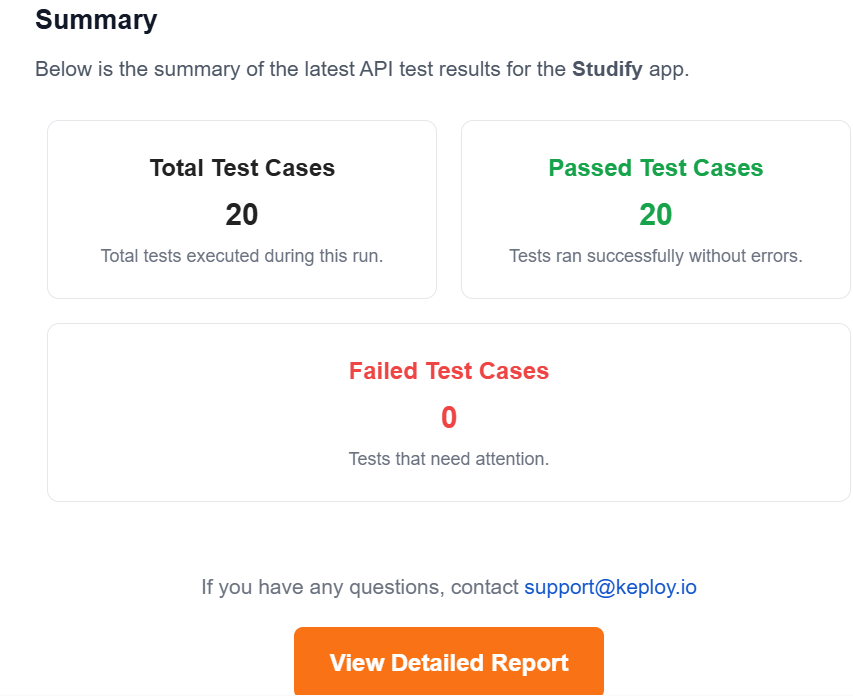 Summary
Below is the summary of the latest API test results for the Studify app.
Total Test Cases
20
Total tests executed during this run.
Passed Test Cases
20
Tests ran successfully without errors.
Failed Test Cases
0
Tests that need attention.
If you have any questions, contact support@keploy.io
View Detailed Report